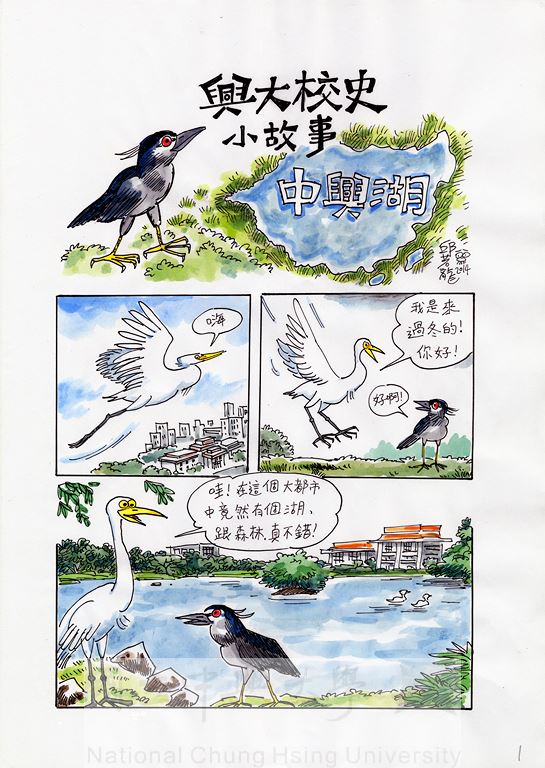 興大校史
小故事
中興湖
邱若龍
2014
嗨
我是來
過冬的!
你好!
好啊!
哇!在這個大都市
中竟然有個湖、
跟森林,真不錯!
中興大學
National Chung Hsing University
1